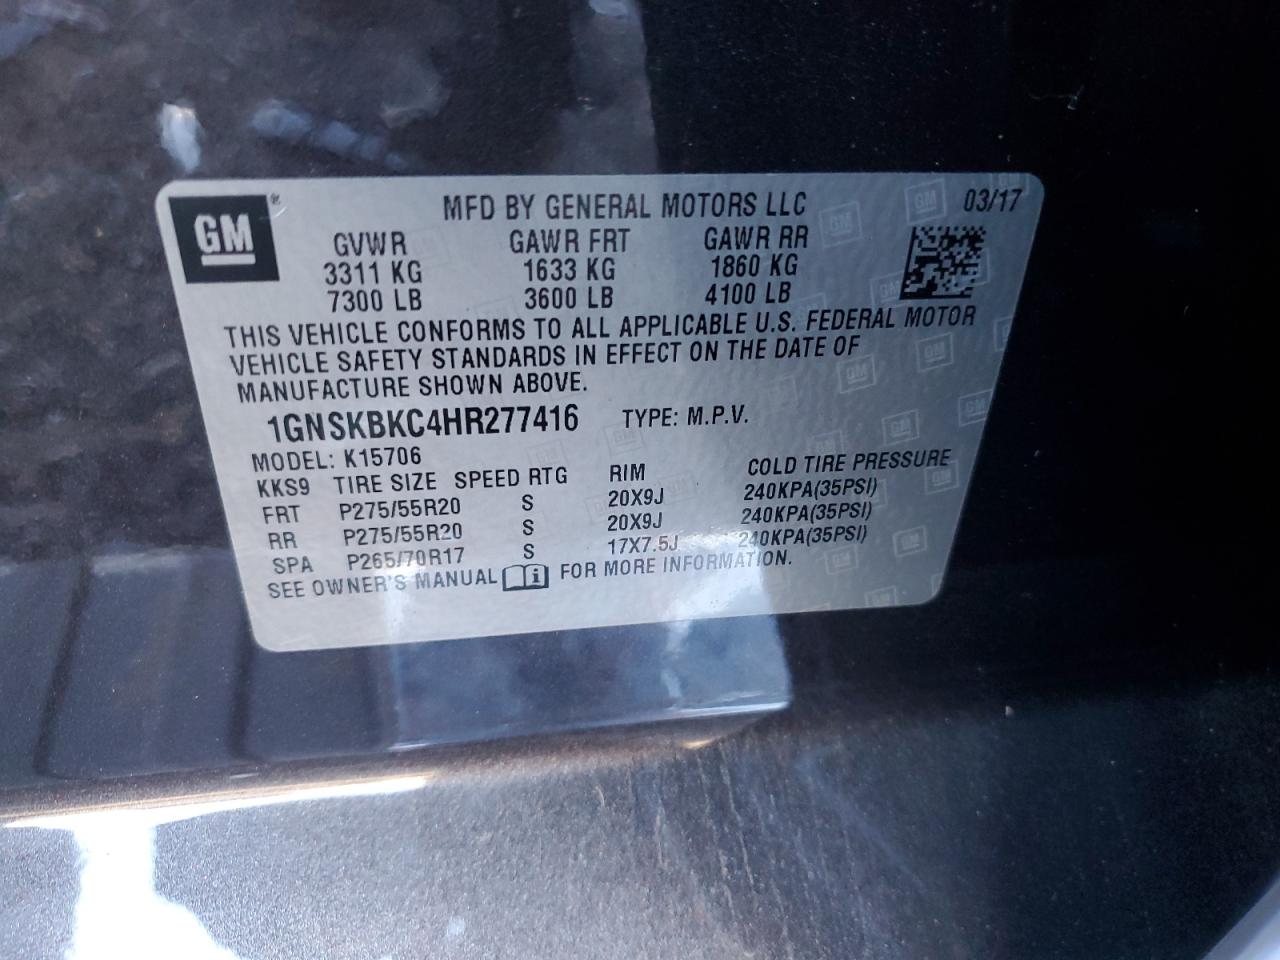 GM ®
MFD BY GENERAL MOTORS LLC 03/17
GVWR GAWR FRT GAWR RR
3311 KG 1633 KG 1860 KG
7300 LB 3600 LB 4100 LB
THIS VEHICLE CONFORMS TO ALL APPLICABLE U.S. FEDERAL MOTOR
VEHICLE SAFETY STANDARDS IN EFFECT ON THE DATE OF
MANUFACTURE SHOWN ABOVE.
1GNSKBKC4HR277416 TYPE: M.P.V.
MODEL: K15706
KKS9 TIRE SIZE SPEED RTG RIM COLD TIRE PRESSURE
FRT P275/55R20 S 20X9J 240KPA(35PSI)
RR P275/55R20 S 20X9J 240KPA(35PSI)
SPA P265/70R17 S 17X7.5J 240KPA(35PSI)
SEE OWNER'S MANUAL i FOR MORE INFORMATION.